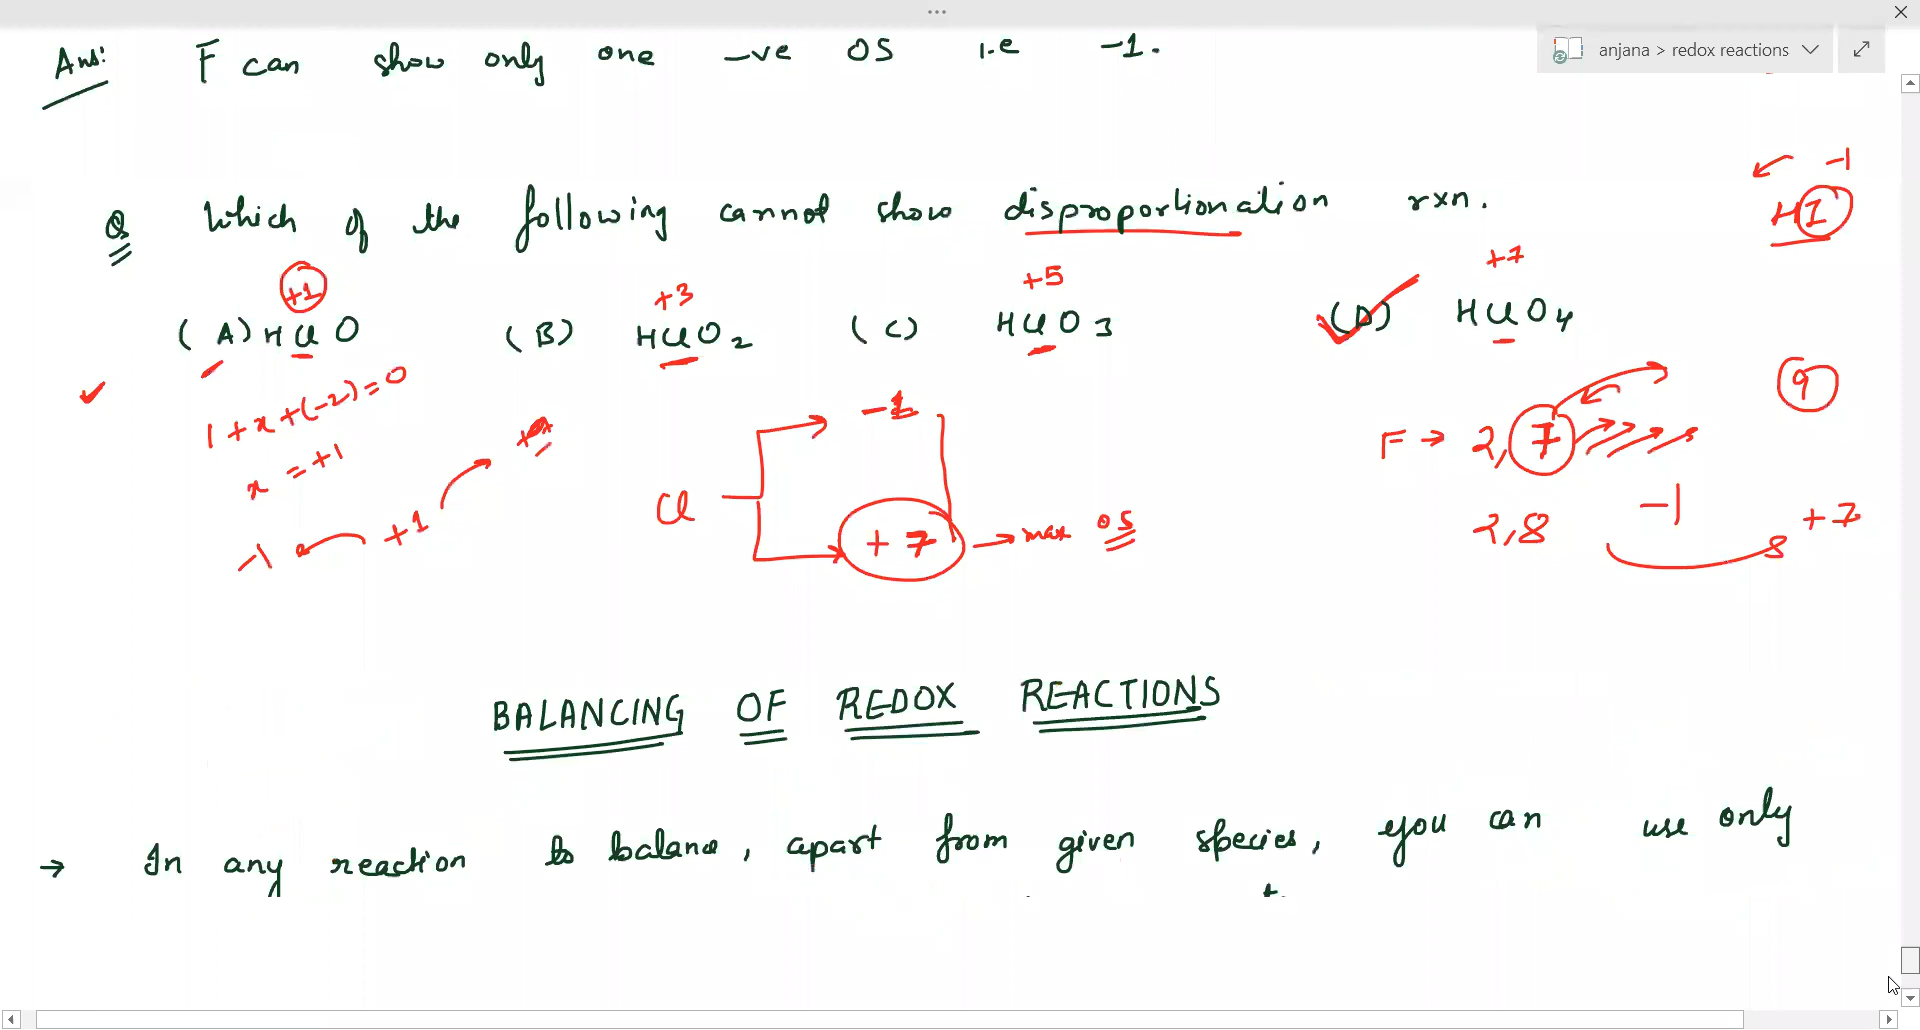 Ans: F can show only one -ve OS i.e -1.
anjana > redox reactions
-1
HI
Q Which of the following cannot show disproportionation rxn.
+1 +3 +5 +7
(A) HClO (B) HClO2 (C) HClO3 (D) HClO4
1 + x + (-2) = 0
x = +1
-1 +1
Cl -1
+7 → max OS
9
F → 2, 7
2,8 -1 +7
BALANCING OF REDOX REACTIONS
→ In any reaction to balance, apart from given species, you can use only